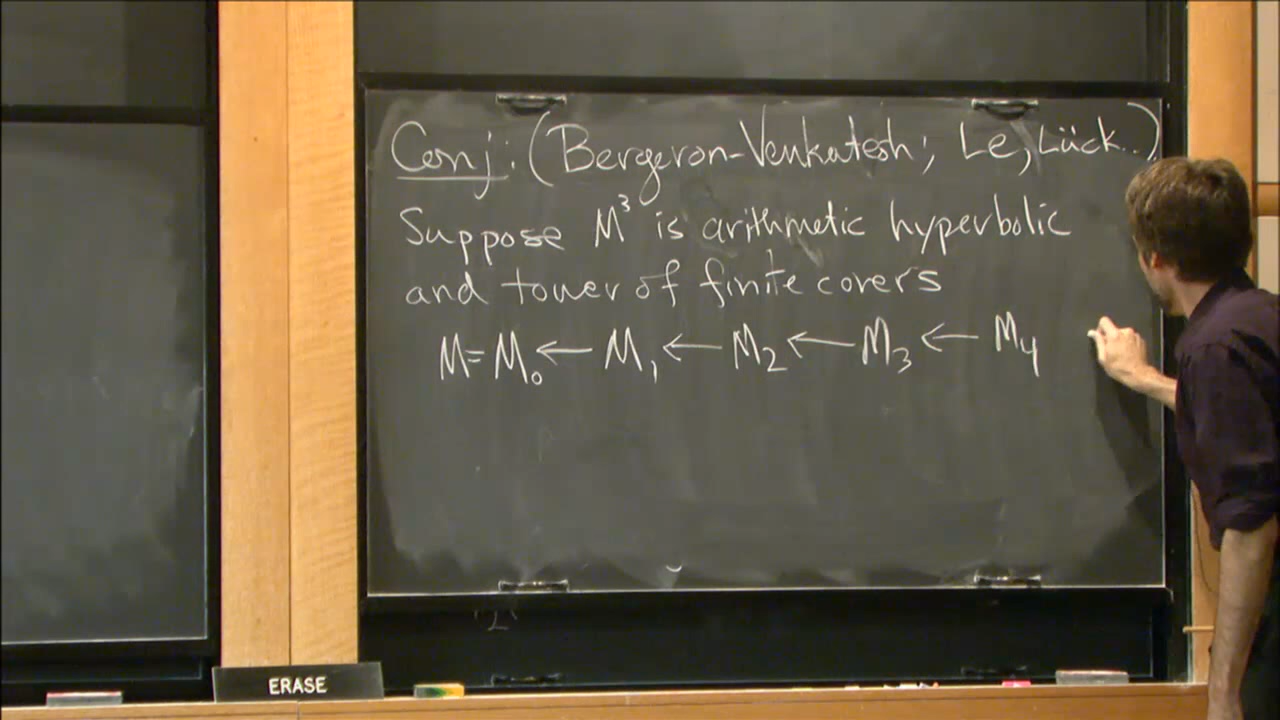 Conj: (Bergeron-Venkatesh; Le, Lück..)
Suppose M³ is arithmetic hyperbolic
and tower of finite covers
M = M₀ ← M₁ ← M₂ ← M₃ ← M₄
ERASE